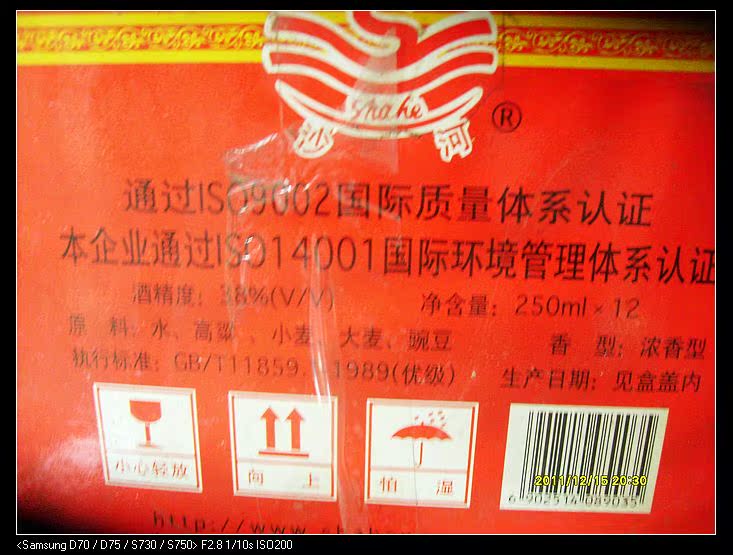 shahe
沙河
®
通过ISO9002国际质量体系认证
本企业通过ISO14001国际环境管理体系认证
酒精度：38%(V/V) 净含量：250ml×12
原 料：水、高粱、小麦、大麦、豌豆 香 型：浓香型
执行标准：GB/T11859. 1989(优级) 生产日期：见盒盖内
小心轻放
向 上
怕 湿
2011/12/15 20:30
6 902514 089035
http://www.shahe
<Samsung D70 / D75 / S730 / S750> F2.8 1/10s ISO200